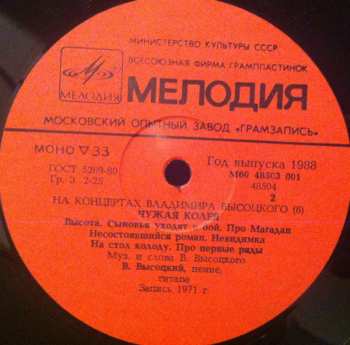 МИНИСТЕРСТВО КУЛЬТУРЫ СССР
ВСЕСОЮЗНАЯ ФИРМА ГРАМПЛАСТИНОК
МЕЛОДИЯ
МЕЛОДИЯ
МОСКОВСКИЙ ОПЫТНЫЙ ЗАВОД «ГРАМЗАПИСЬ»
МОНО ▽ 33
Год выпуска 1988
ГОСТ 5289-80
М60 48503 001
Гр. 3. 2-25
48504
2
НА КОНЦЕРТАХ ВЛАДИМИРА ВЫСОЦКОГО (6)
ЧУЖАЯ КОЛЕЯ
Высота. Сыновья уходят в бой. Про Магадан
Несостоявшийся роман. Невидимка
На стол колоду. Про первые ряды
Муз. и слова В. Высоцкого
В. Высоцкий, пение,
гитара
Запись 1971 г.